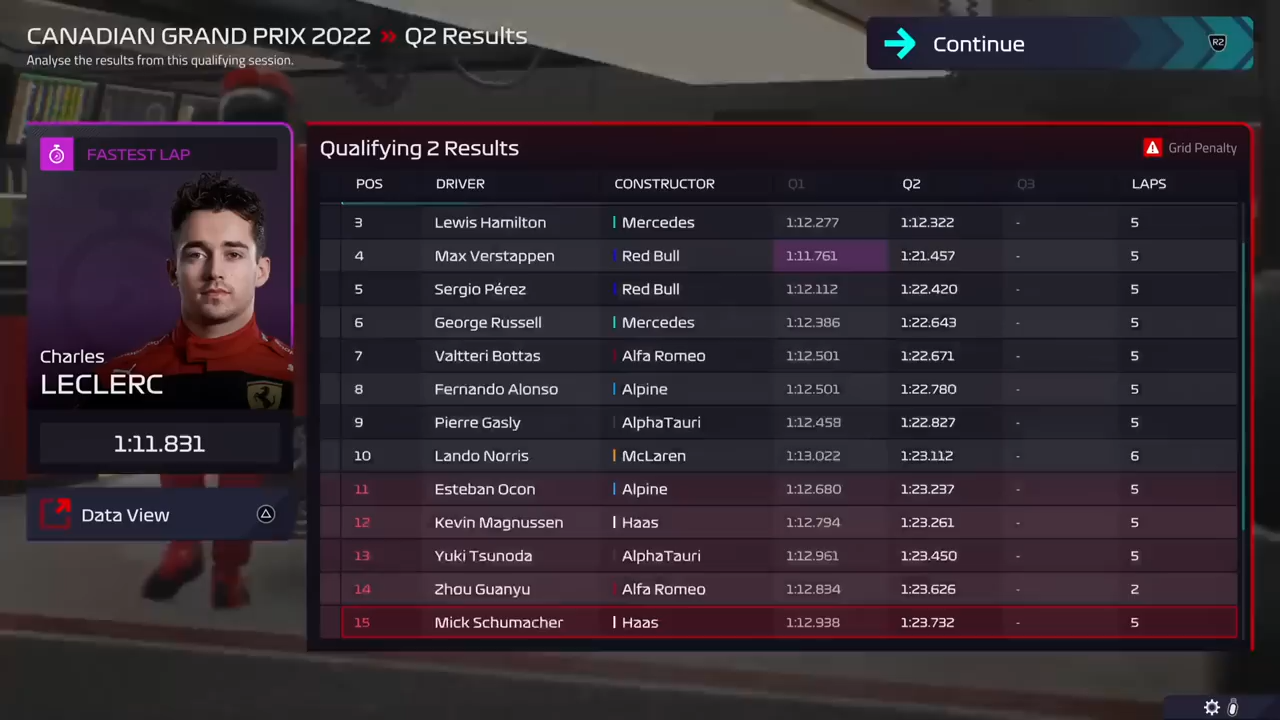 CANADIAN GRAND PRIX 2022 » Q2 Results
Analyse the results from this qualifying session.
Continue R2
FASTEST LAP
Charles
LECLERC
1:11.831
Data View
Qualifying 2 Results
Grid Penalty
POS DRIVER CONSTRUCTOR Q1 Q2 Q3 LAPS
3 Lewis Hamilton Mercedes 1:12.277 1:12.322 - 5
4 Max Verstappen Red Bull 1:11.761 1:21.457 - 5
5 Sergio Pérez Red Bull 1:12.112 1:22.420 - 5
6 George Russell Mercedes 1:12.386 1:22.643 - 5
7 Valtteri Bottas Alfa Romeo 1:12.501 1:22.671 - 5
8 Fernando Alonso Alpine 1:12.501 1:22.780 - 5
9 Pierre Gasly AlphaTauri 1:12.458 1:22.827 - 5
10 Lando Norris McLaren 1:13.022 1:23.112 - 6
11 Esteban Ocon Alpine 1:12.680 1:23.237 - 5
12 Kevin Magnussen Haas 1:12.794 1:23.261 - 5
13 Yuki Tsunoda AlphaTauri 1:12.961 1:23.450 - 5
14 Zhou Guanyu Alfa Romeo 1:12.834 1:23.626 - 2
15 Mick Schumacher Haas 1:12.938 1:23.732 - 5